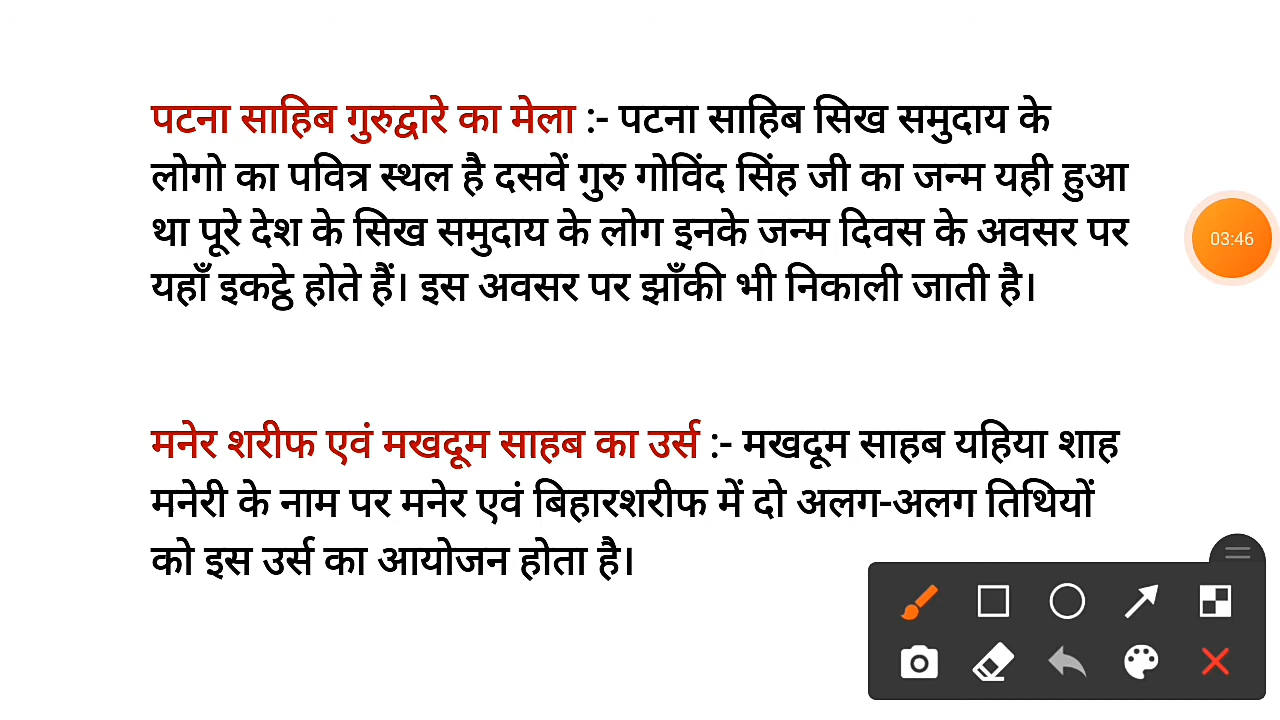 पटना साहिब गुरुद्वारे का मेला :- पटना साहिब सिख समुदाय के
लोगो का पवित्र स्थल है दसवें गुरु गोविंद सिंह जी का जन्म यही हुआ
था पूरे देश के सिख समुदाय के लोग इनके जन्म दिवस के अवसर पर
यहाँ इकट्ठे होते हैं। इस अवसर पर झाँकी भी निकाली जाती है।
03:46
मनेर शरीफ एवं मखदूम साहब का उर्स :- मखदूम साहब यहिया शाह
मनेरी के नाम पर मनेर एवं बिहारशरीफ में दो अलग-अलग तिथियों
को इस उर्स का आयोजन होता है।